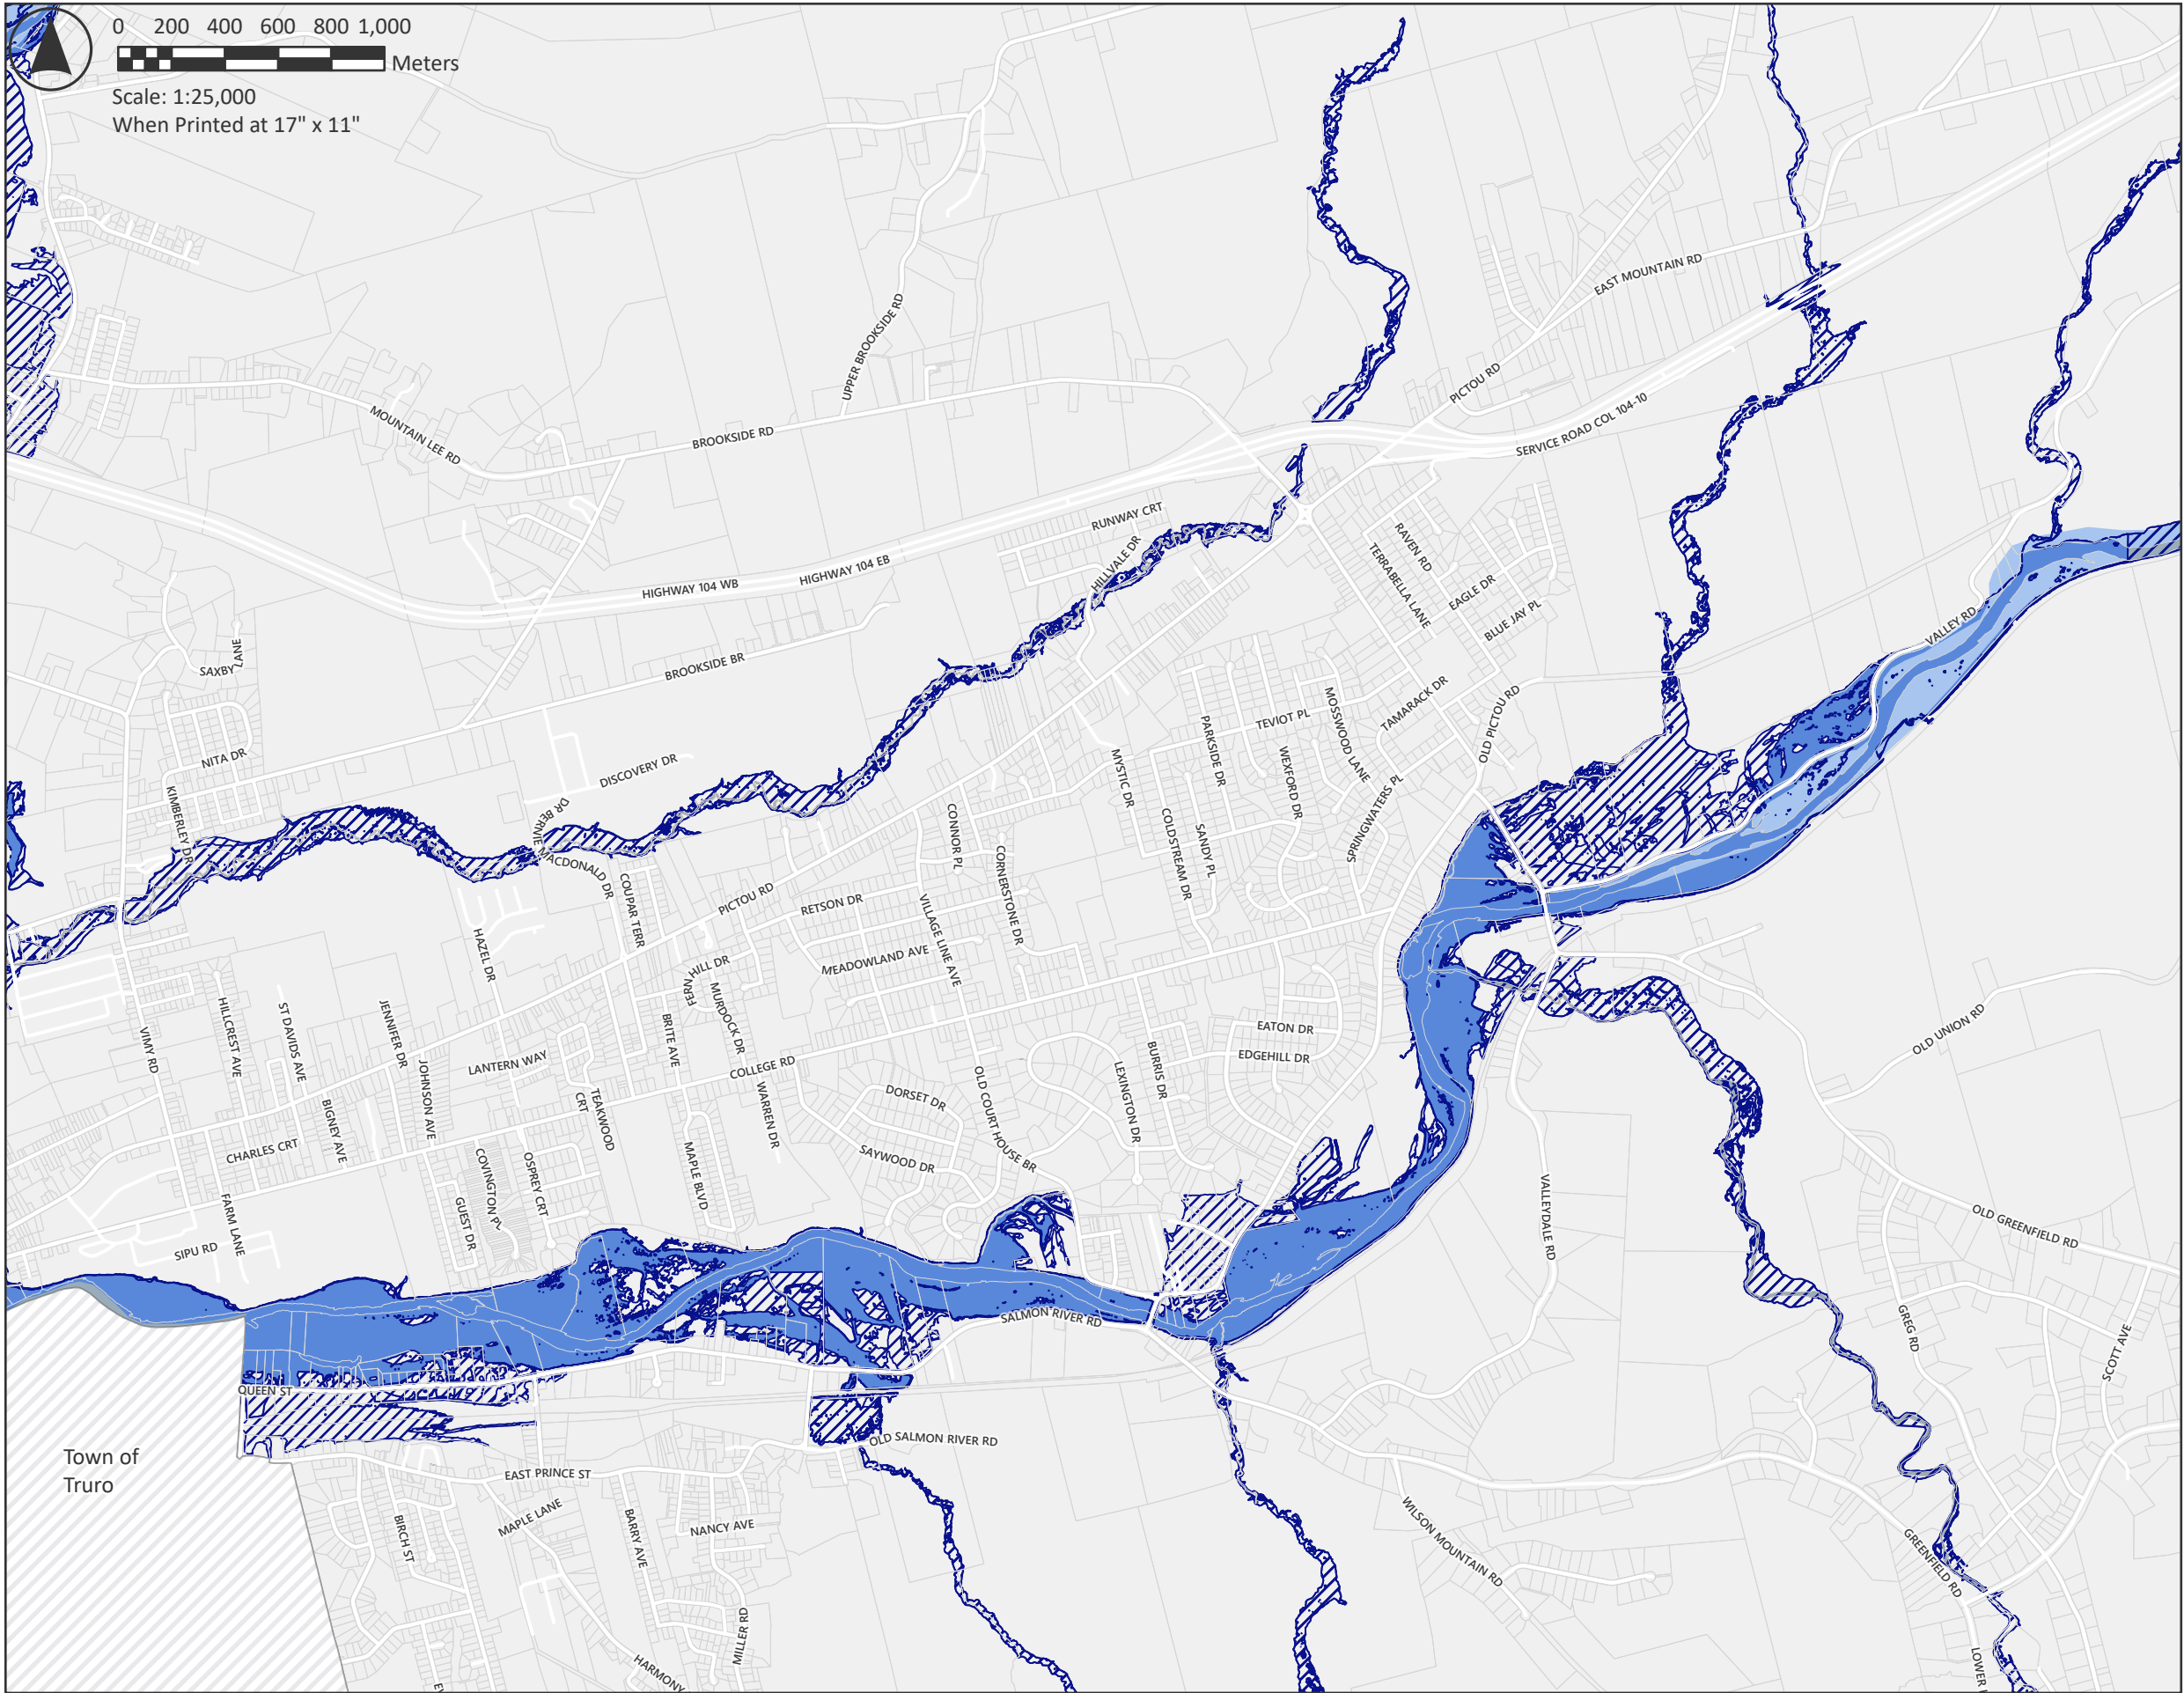 0 200 400 600 800 1,000
Meters
Scale: 1:25,000
When Printed at 17" x 11"
EAST MOUNTAIN RD
UPPER BROOKSIDE RD
PICTOU RD
MOUNTAIN LEE RD
BROOKSIDE RD
SERVICE ROAD COL 104-10
RUNWAY CRT
HILLVALE DR
RAVEN RD
TERRABELLA LANE
HIGHWAY 104 WB
HIGHWAY 104 EB
EAGLE DR
BLUE JAY PL
VALLEY RD
SAXBY LANE
BROOKSIDE BR
TAMARACK DR
OLD PICTOU RD
MOSSWOOD LANE
TEVIOT PL
PARKSIDE DR
WEXFORD DR
MYSTIC DR
NITA DR
DISCOVERY DR
KIMBERLEY DR
DR BERNIE MACDONALD DR
CONNOR PL
COLDSTREAM DR
SANDY PL
SPRINGWATERS PL
CORNERSTONE DR
COUPAR TERR
PICTOU RD
RETSON DR
VILLAGE LINE AVE
HAZEL DR
MEADOWLAND AVE
FERN HILL DR
MURDOCK DR
HILLCREST AVE
ST DAVIDS AVE
JENNIFER DR
VIMY RD
BRITE AVE
EATON DR
EDGEHILL DR
BURRIS DR
OLD UNION RD
LANTERN WAY
COLLEGE RD
JOHNSON AVE
LEXINGTON DR
OLD COURT HOUSE BR
TEAKWOOD CRT
WARREN DR
DORSET DR
BIGNEY AVE
CHARLES CRT
SAYWOOD DR
MAPLE BLVD
COVINGTON PL
OSPREY CRT
GUEST DR
FARM LANE
SIPU RD
VALLEYDALE RD
OLD GREENFIELD RD
SALMON RIVER RD
GREG RD
SCOTT AVE
QUEEN ST
OLD SALMON RIVER RD
Town of
Truro
EAST PRINCE ST
MAPLE LANE
BIRCH ST
BARRY AVE
NANCY AVE
WILSON MOUNTAIN RD
GREENFIELD RD
MILLER RD
HARMONY
LOWER